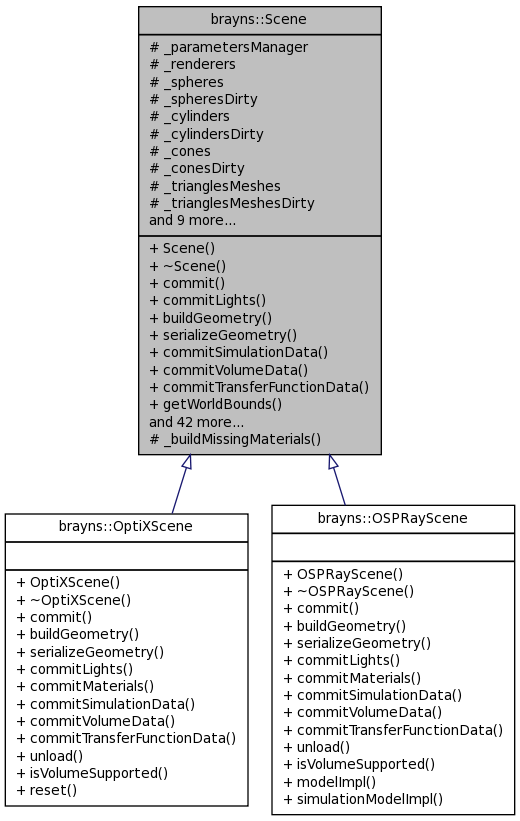 brayns::Scene
# _parametersManager
# _renderers
# _spheres
# _spheresDirty
# _cylinders
# _cylindersDirty
# _cones
# _conesDirty
# _trianglesMeshes
# _trianglesMeshesDirty
and 9 more...
+ Scene()
+ ~Scene()
+ commit()
+ commitLights()
+ buildGeometry()
+ serializeGeometry()
+ commitSimulationData()
+ commitVolumeData()
+ commitTransferFunctionData()
+ getWorldBounds()
and 42 more...
# _buildMissingMaterials()
brayns::OptiXScene
+ OptiXScene()
+ ~OptiXScene()
+ commit()
+ buildGeometry()
+ serializeGeometry()
+ commitLights()
+ commitMaterials()
+ commitSimulationData()
+ commitVolumeData()
+ commitTransferFunctionData()
+ unload()
+ isVolumeSupported()
+ reset()
brayns::OSPRayScene
+ OSPRayScene()
+ ~OSPRayScene()
+ commit()
+ buildGeometry()
+ serializeGeometry()
+ commitLights()
+ commitMaterials()
+ commitSimulationData()
+ commitVolumeData()
+ commitTransferFunctionData()
+ unload()
+ isVolumeSupported()
+ modelImpl()
+ simulationModelImpl()